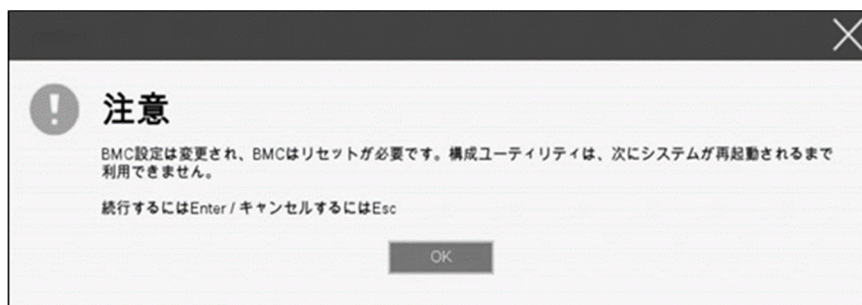 注意
BMC設定は変更され、BMCはリセットが必要です。構成ユーティリティは、次にシステムが再起動されるまで
利用できません。
続行するにはEnter / キャンセルするにはEsc
OK